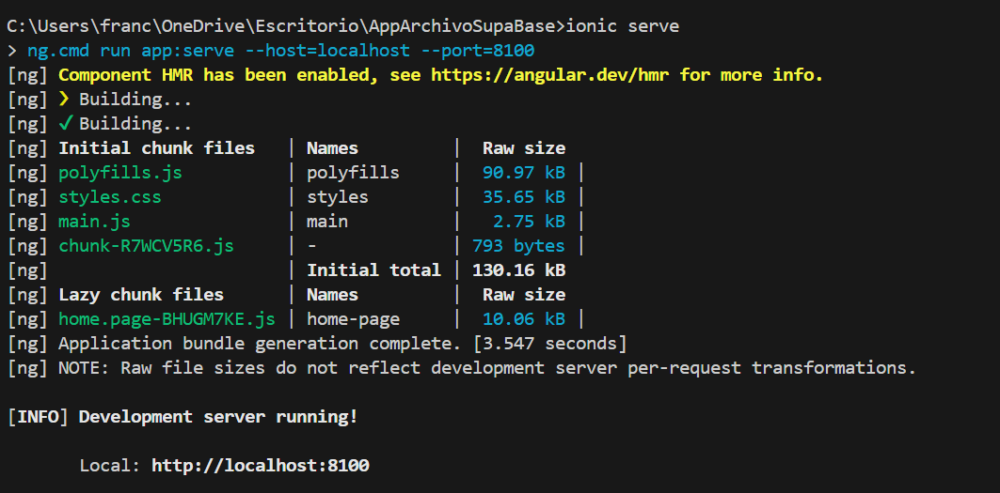 C:\Users\franc\OneDrive\Escritorio\AppArchivoSupaBase>ionic serve
> ng.cmd run app:serve --host=localhost --port=8100
[ng] Component HMR has been enabled, see https://angular.dev/hmr for more info.
[ng] ❯ Building...
[ng] ✔ Building...
[ng] Initial chunk files   | Names         |  Raw size
[ng] polyfills.js          | polyfills     |  90.97 kB |
[ng] styles.css            | styles        |  35.65 kB |
[ng] main.js               | main          |   2.75 kB |
[ng] chunk-R7WCV5R6.js     | -             | 793 bytes |
[ng]                       | Initial total | 130.16 kB
[ng] Lazy chunk files      | Names         |  Raw size
[ng] home.page-BHUGM7KE.js | home-page     |  10.06 kB |
[ng] Application bundle generation complete. [3.547 seconds]
[ng] NOTE: Raw file sizes do not reflect development server per-request transformations.
[INFO] Development server running!
Local: http://localhost:8100